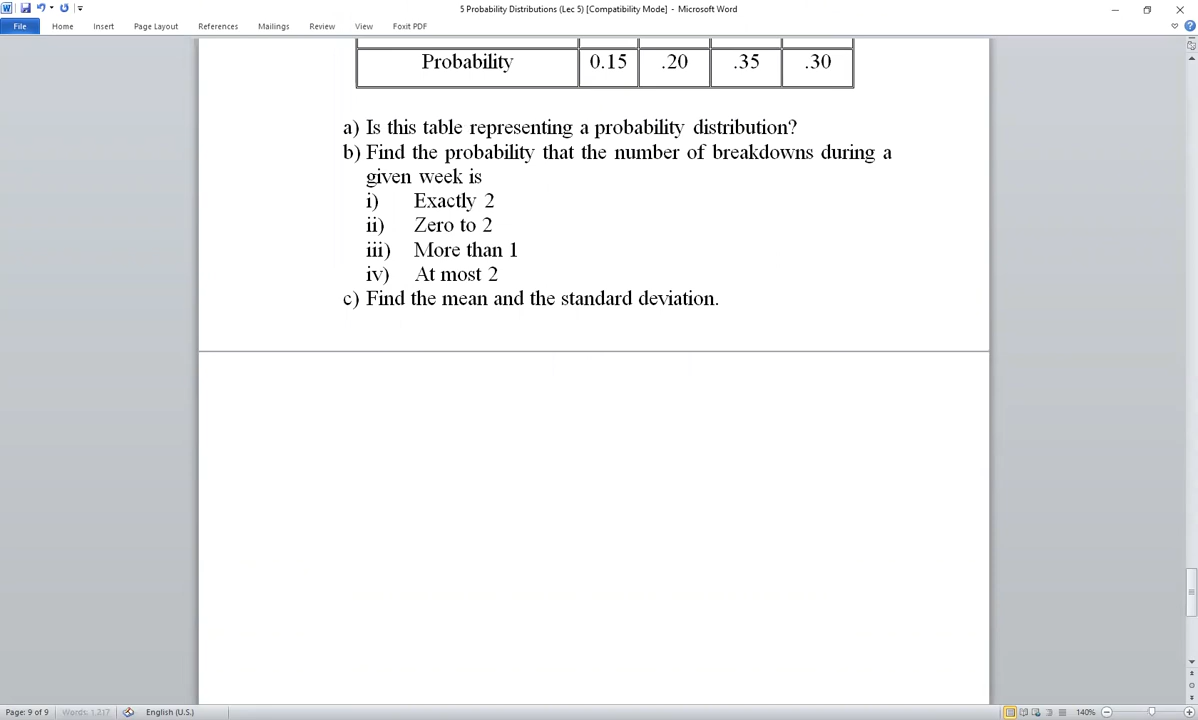 5 Probability Distributions (Lec 5) [Compatibility Mode] - Microsoft Word
File Home Insert Page Layout References Mailings Review View Foxit PDF
Probability 0.15 .20 .35 .30
a) Is this table representing a probability distribution?
b) Find the probability that the number of breakdowns during a
given week is
i) Exactly 2
ii) Zero to 2
iii) More than 1
iv) At most 2
c) Find the mean and the standard deviation.
Page: 9 of 9 Words: 1,217 English (U.S.) 140%